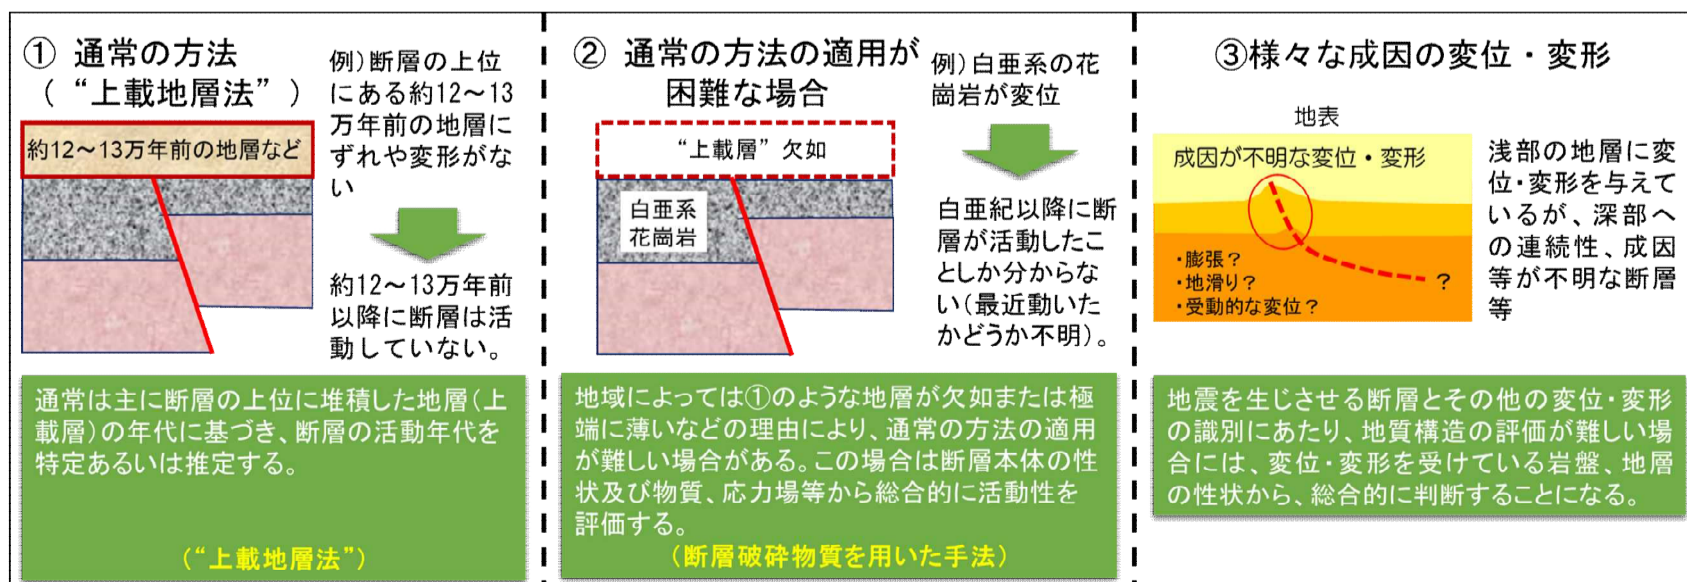 ① 通常の方法
(“上載地層法”)
例)断層の上位
にある約12～13
万年前の地層に
ずれや変形がな
い
約12～13万年前の地層など
約12～13万年前
以降に断層は活
動していない。
通常は主に断層の上位に堆積した地層(上
載層)の年代に基づき、断層の活動年代を
特定あるいは推定する。
(“上載地層法”)
② 通常の方法の適用が
困難な場合
例)白亜系の花
崗岩が変位
“上載層”欠如
白亜系
花崗岩
白亜紀以降に断
層が活動したこ
としか分からな
い(最近動いた
かどうか不明)。
地域によっては①のような地層が欠如または極
端に薄いなどの理由により、通常の方法の適用
が難しい場合がある。この場合は断層本体の性
状及び物質、応力場等から総合的に活動性を
評価する。
(断層破砕物質を用いた手法)
③様々な成因の変位・変形
地表
成因が不明な変位・変形
・膨張?
・地滑り?
・受動的な変位?
?
浅部の地層に変
位・変形を与えて
いるが、深部へ
の連続性、成因
等が不明な断層
等
地震を生じさせる断層とその他の変位・変形
の識別にあたり、地質構造の評価が難しい場
合には、変位・変形を受けている岩盤、地層
の性状から、総合的に判断することになる。